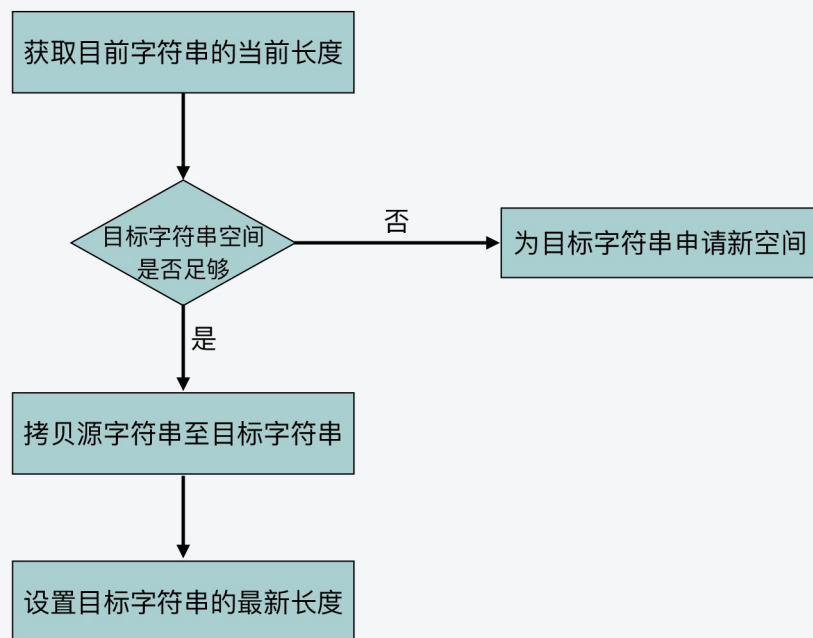 获取目前字符串的当前长度
目标字符串空间
是否足够
否
为目标字符串申请新空间
是
拷贝源字符串至目标字符串
设置目标字符串的最新长度